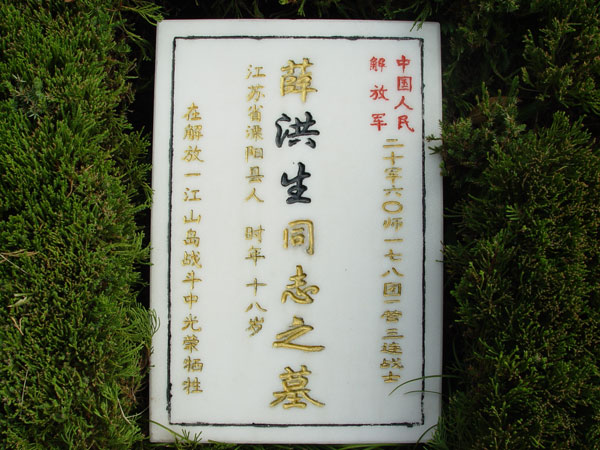 中国人民
解放军
二十军六〇师一七八团一营三连战士
薛洪生同志之墓
江苏省溧阳县人 时年十八岁
在解放一江山岛战斗中光荣牺牲